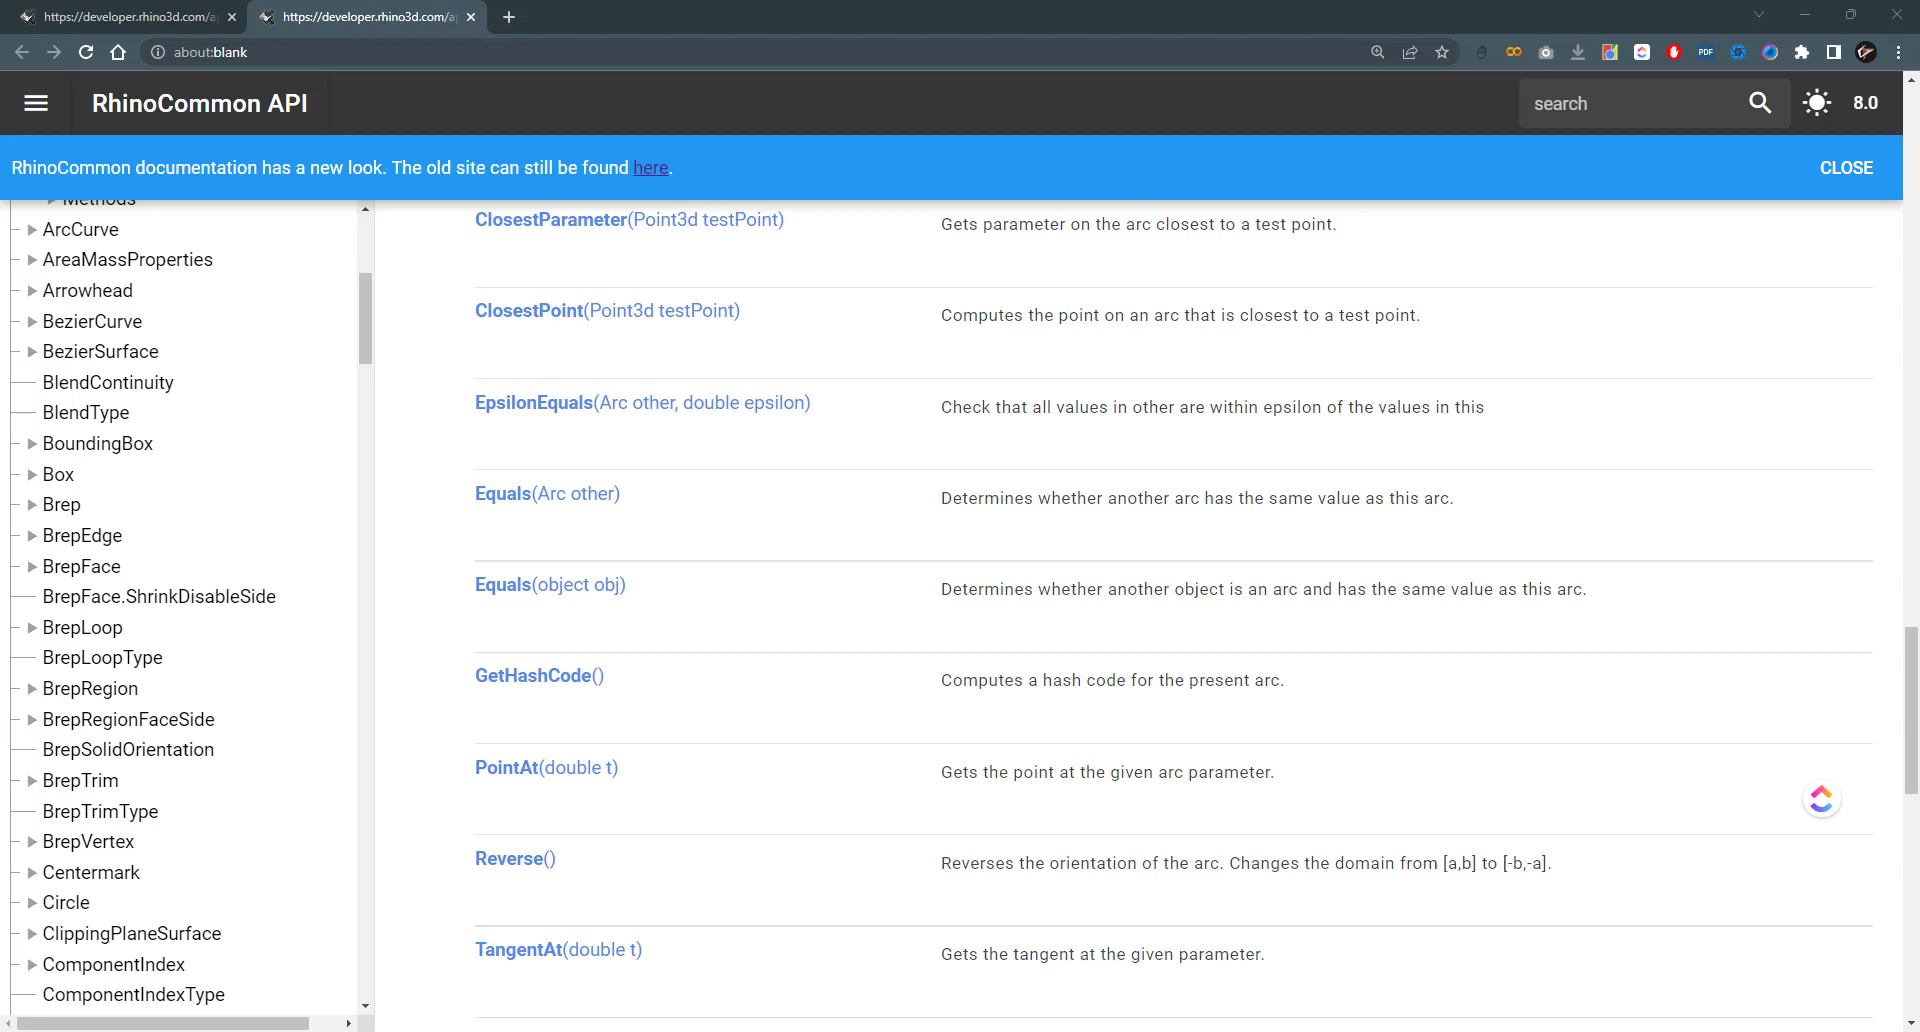 https://developer.rhino3d.com/a
https://developer.rhino3d.com/a
about:blank
PDF
RhinoCommon API
search
8.0
RhinoCommon documentation has a new look. The old site can still be found here.
CLOSE
Methods
ArcCurve
AreaMassProperties
Arrowhead
BezierCurve
BezierSurface
BlendContinuity
BlendType
BoundingBox
Box
Brep
BrepEdge
BrepFace
BrepFace.ShrinkDisableSide
BrepLoop
BrepLoopType
BrepRegion
BrepRegionFaceSide
BrepSolidOrientation
BrepTrim
BrepTrimType
BrepVertex
Centermark
Circle
ClippingPlaneSurface
ComponentIndex
ComponentIndexType
ClosestParameter(Point3d testPoint)
Gets parameter on the arc closest to a test point.
ClosestPoint(Point3d testPoint)
Computes the point on an arc that is closest to a test point.
EpsilonEquals(Arc other, double epsilon)
Check that all values in other are within epsilon of the values in this
Equals(Arc other)
Determines whether another arc has the same value as this arc.
Equals(object obj)
Determines whether another object is an arc and has the same value as this arc.
GetHashCode()
Computes a hash code for the present arc.
PointAt(double t)
Gets the point at the given arc parameter.
Reverse()
Reverses the orientation of the arc. Changes the domain from [a,b] to [-b,-a].
TangentAt(double t)
Gets the tangent at the given parameter.